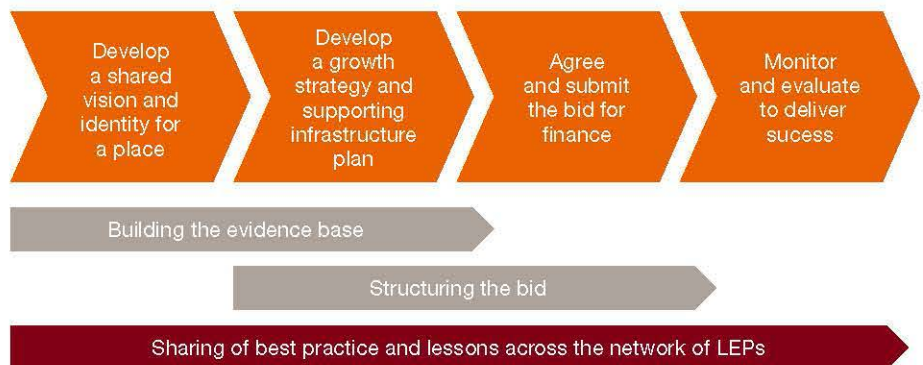 Develop
a shared
vision and
identity for
a place
Develop
a growth
strategy and
supporting
infrastructure
plan
Agree
and submit
the bid for
finance
Monitor
and evaluate
to deliver
sucess
Building the evidence base
Structuring the bid
Sharing of best practice and lessons across the network of LEPs